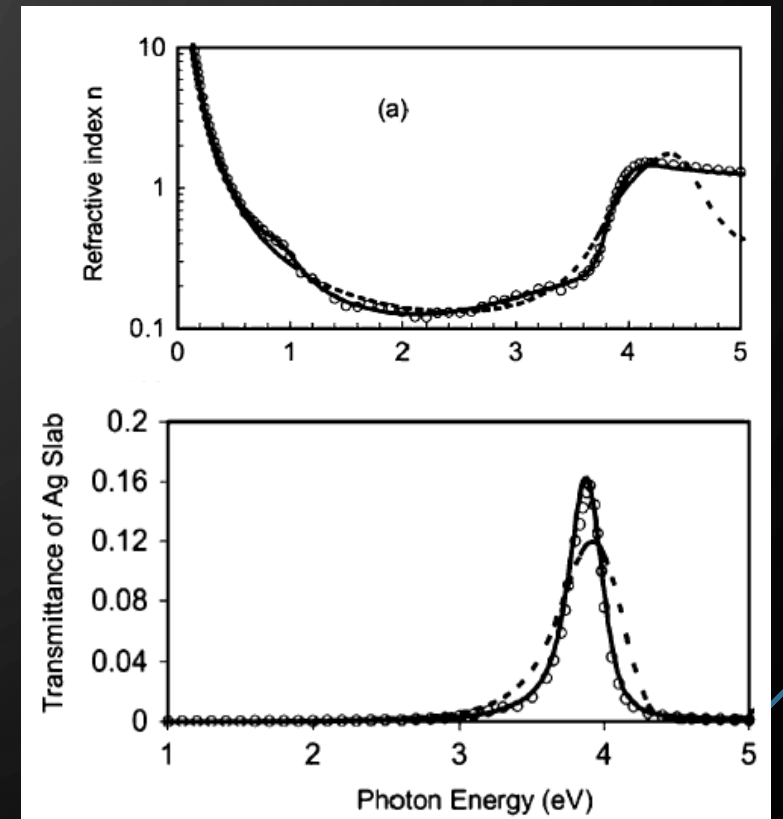 10
1
0.1
Refractive index n
(a)
0 1 2 3 4 5
0.2
0.16
0.12
0.08
0.04
0
Transmittance of Ag Slab
1 2 3 4 5
Photon Energy (eV)